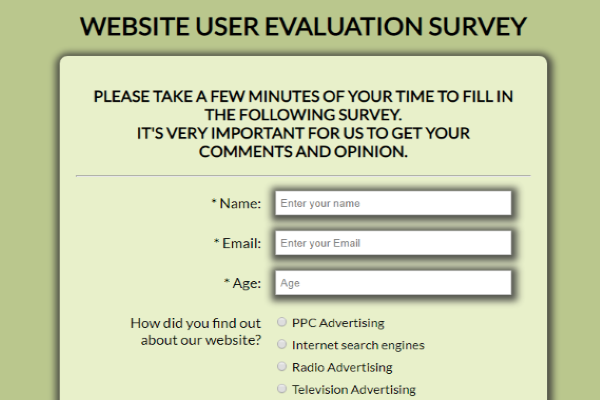 WEBSITE USER EVALUATION SURVEY
PLEASE TAKE A FEW MINUTES OF YOUR TIME TO FILL IN
THE FOLLOWING SURVEY.
IT'S VERY IMPORTANT FOR US TO GET YOUR
COMMENTS AND OPINION.
* Name: Enter your name
* Email: Enter your Email
* Age: Age
How did you find out
about our website?
PPC Advertising
Internet search engines
Radio Advertising
Television Advertising